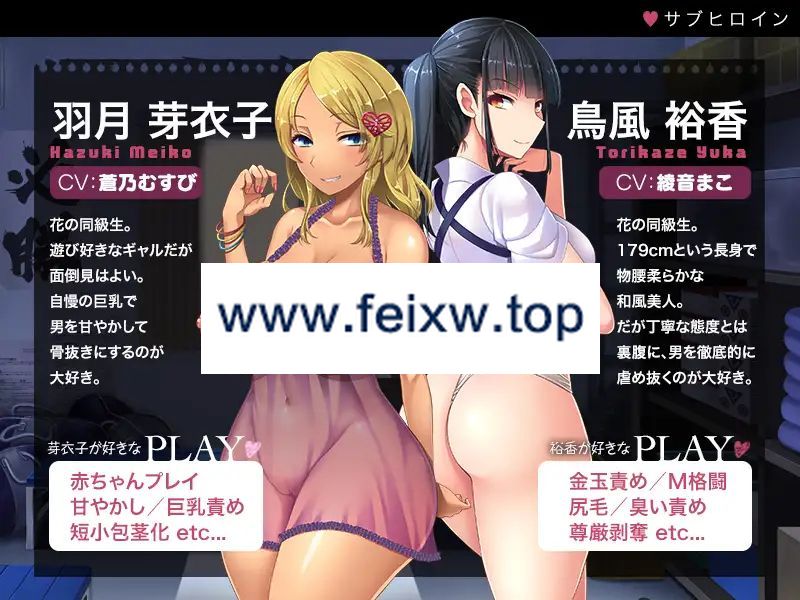 ♥サブヒロイン
羽月 芽衣子
Hazuki Meiko
CV：蒼乃むすび
花の同級生。
遊び好きなギャルだが
面倒見はよい。
自慢の巨乳で
男を甘やかして
骨抜きにするのが
大好き。
芽衣子が好きなPLAY
赤ちゃんプレイ
甘やかし／巨乳責め
短小包茎化 etc...
鳥風 裕香
Torikaze Yuka
CV：綾音まこ
花の同級生。
179cmという長身で
物腰柔らかな
和風美人。
だが丁寧な態度とは
裏腹に、男を徹底的に
虐め抜くのが大好き。
裕香が好きなPLAY
金玉責め／M格闘
尻毛／臭い責め
尊厳剥奪 etc...
www.feixw.top